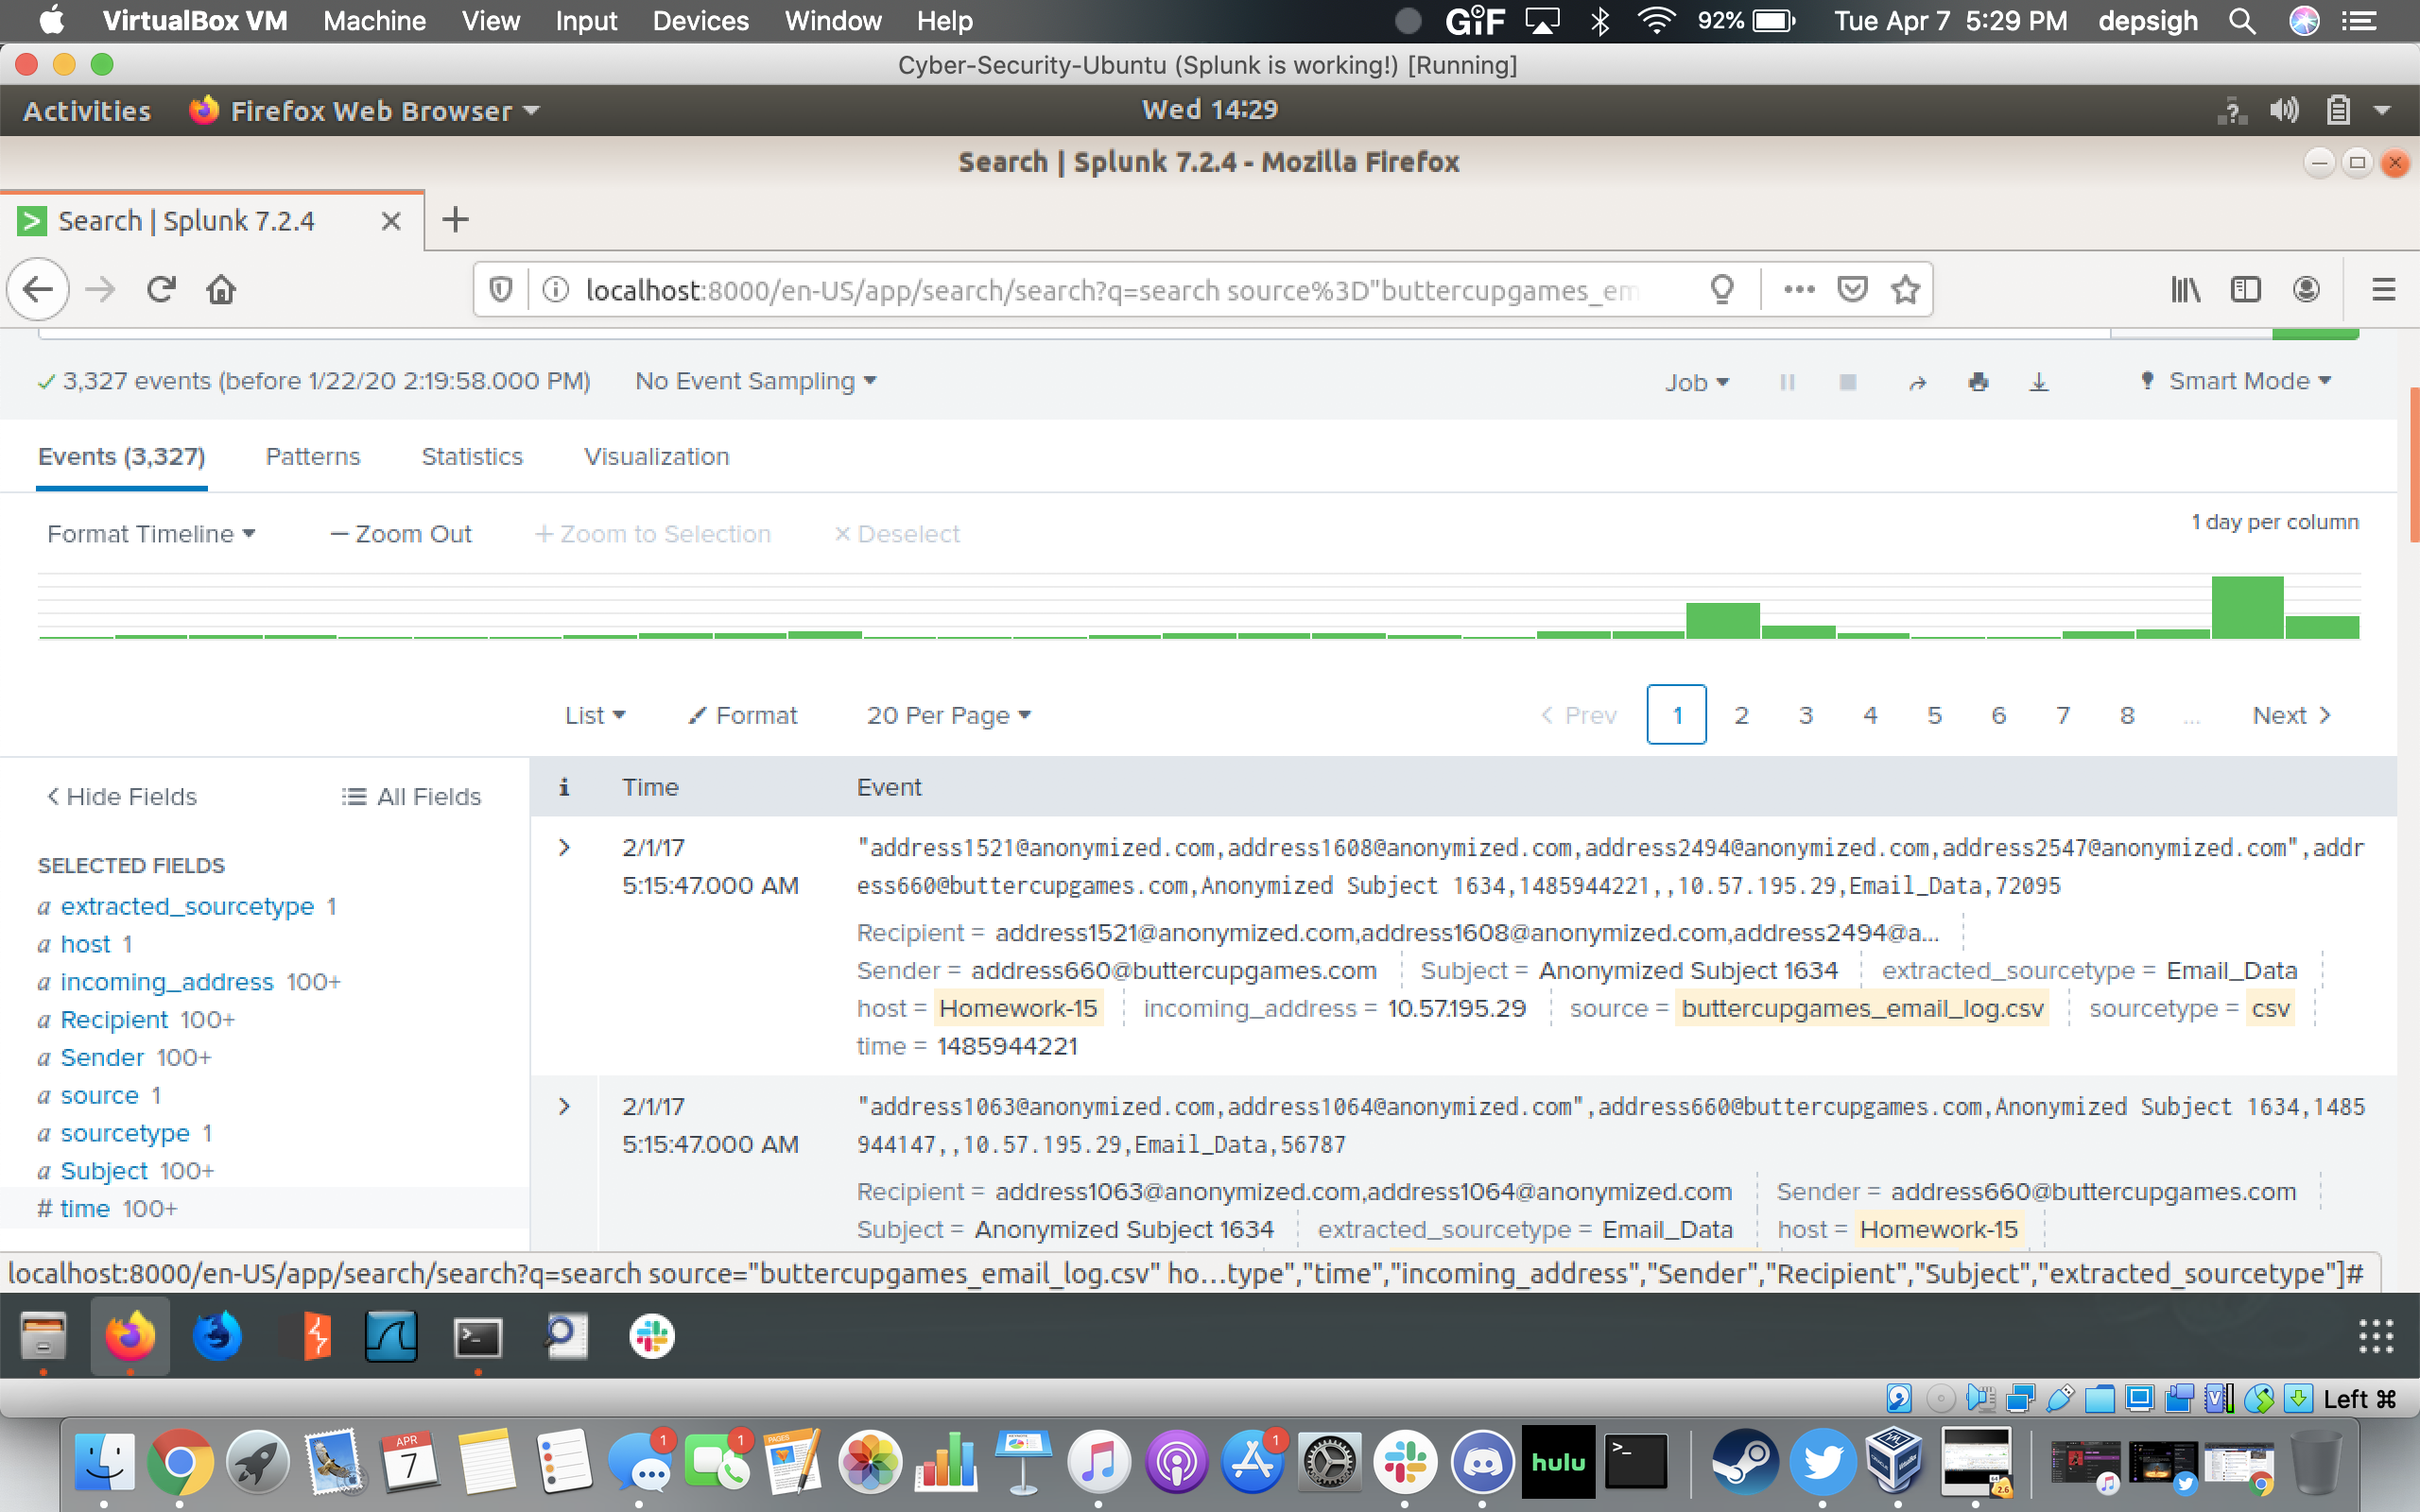 VirtualBox VM Machine View Input Devices Window Help GIF 92% Tue Apr 7 5:29 PM depsigh
Cyber-Security-Ubuntu (Splunk is working!) [Running]
Activities Firefox Web Browser Wed 14:29
Search | Splunk 7.2.4 - Mozilla Firefox
Search | Splunk 7.2.4
localhost:8000/en-US/app/search/search?q=search source%3D"buttercupgames_em
3,327 events (before 1/22/20 2:19:58.000 PM) No Event Sampling Job Smart Mode
Events (3,327) Patterns Statistics Visualization
Format Timeline — Zoom Out + Zoom to Selection × Deselect 1 day per column
List Format 20 Per Page < Prev 1 2 3 4 5 6 7 8 ... Next >
< Hide Fields All Fields
i Time Event
SELECTED FIELDS
a extracted_sourcetype 1
a host 1
a incoming_address 100+
a Recipient 100+
a Sender 100+
a source 1
a sourcetype 1
a Subject 100+
# time 100+
2/1/17
5:15:47.000 AM
"address1521@anonymized.com,address1608@anonymized.com,address2494@anonymized.com,address2547@anonymized.com",addr
ess660@buttercupgames.com,Anonymized Subject 1634,1485944221,,10.57.195.29,Email_Data,72095
Recipient = address1521@anonymized.com,address1608@anonymized.com,address2494@a...
Sender = address660@buttercupgames.com Subject = Anonymized Subject 1634 extracted_sourcetype = Email_Data
host = Homework-15 incoming_address = 10.57.195.29 source = buttercupgames_email_log.csv sourcetype = csv
time = 1485944221
2/1/17
5:15:47.000 AM
"address1063@anonymized.com,address1064@anonymized.com",address660@buttercupgames.com,Anonymized Subject 1634,1485
944147,,10.57.195.29,Email_Data,56787
Recipient = address1063@anonymized.com,address1064@anonymized.com Sender = address660@buttercupgames.com
Subject = Anonymized Subject 1634 extracted_sourcetype = Email_Data host = Homework-15
localhost:8000/en-US/app/search/search?q=search source="buttercupgames_email_log.csv" ho...type","time","incoming_address","Sender","Recipient","Subject","extracted_sourcetype"]#
Left ⌘
APR
7
1
1
PAGES
1
hulu